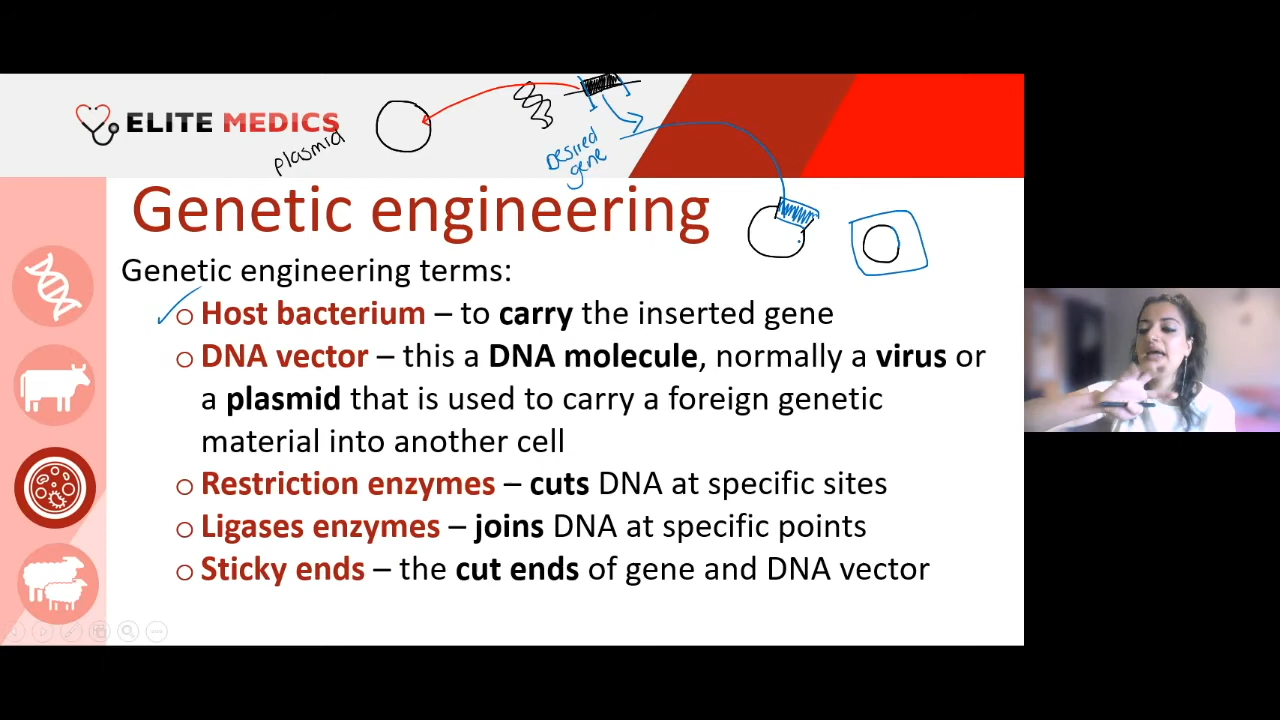 ELITE MEDICS
plasmid
Desired
gene
Genetic engineering
Genetic engineering terms:
o Host bacterium – to carry the inserted gene
o DNA vector – this a DNA molecule, normally a virus or
a plasmid that is used to carry a foreign genetic
material into another cell
o Restriction enzymes – cuts DNA at specific sites
o Ligases enzymes – joins DNA at specific points
o Sticky ends – the cut ends of gene and DNA vector